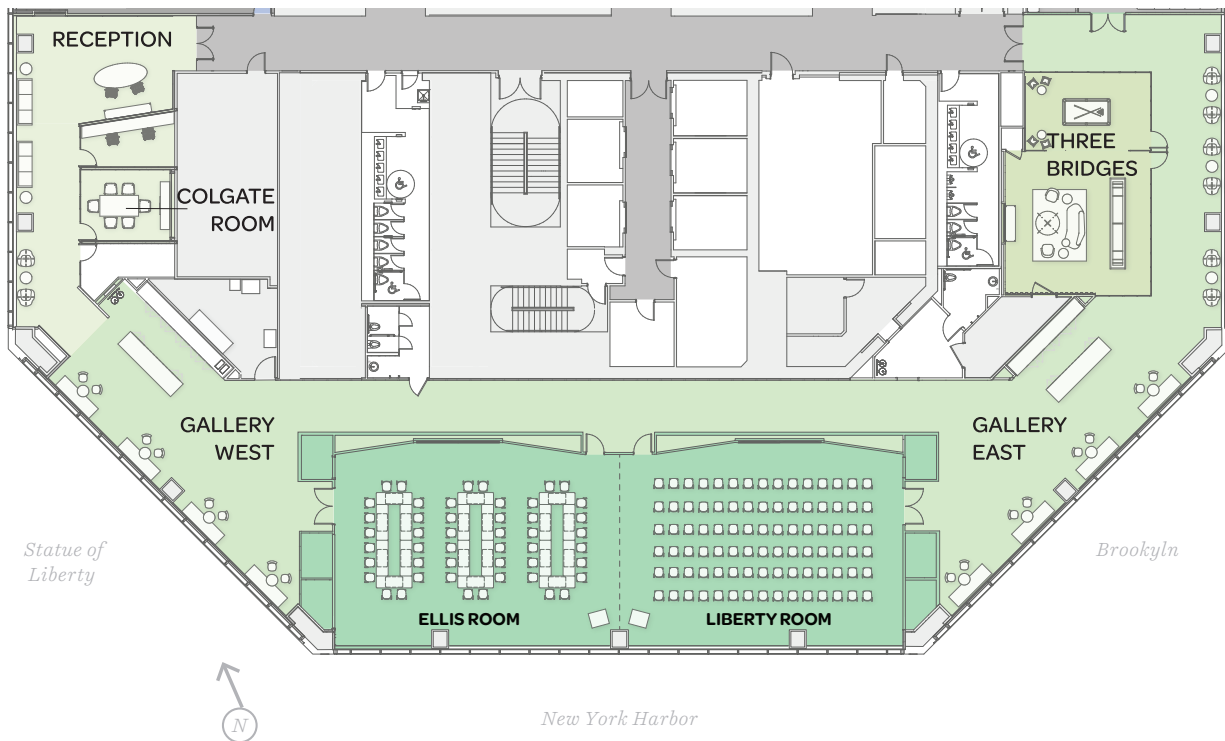 RECEPTION
THREE
BRIDGES
COLGATE
ROOM
GALLERY
WEST
GALLERY
EAST
Statue of
Liberty
Brookyln
ELLIS ROOM
LIBERTY ROOM
N
New York Harbor